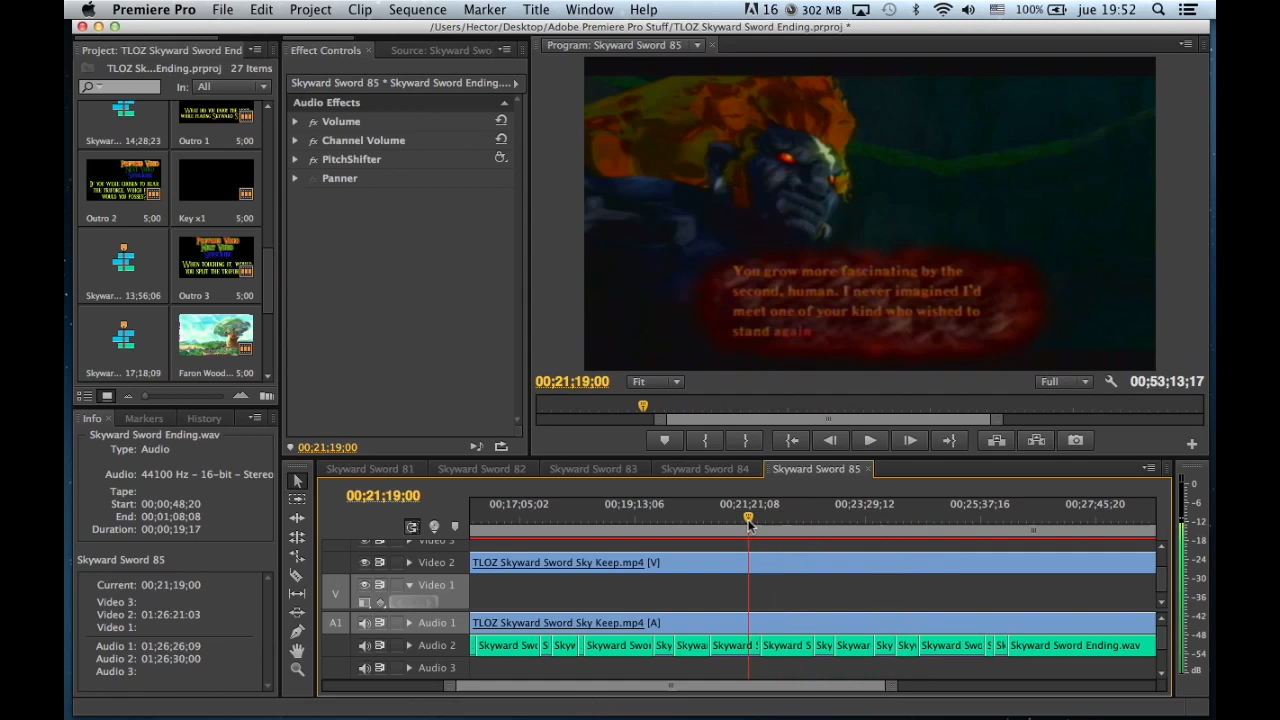 Premiere Pro File Edit Project Clip Sequence Marker Title Window Help 16 302 MB 100% jue 19:52
/Users/Hector/Desktop/Adobe Premiere Pro Stuff/TLOZ Skyward Sword Ending.prproj *
Project: TLOZ Skyward Sword End
TLOZ Sk...Ending.prproj 27 Items
In: All
Skywar... 14;28;23
Outro 1 5;00
Outro 2 5;00
Key x1 5;00
Skywar... 13;56;06
Outro 3 5;00
Skywar... 17;18;09
Faron Wood... 5;00
Info × Markers History
Skyward Sword Ending.wav
Type: Audio
Audio: 44100 Hz - 16-bit - Stereo
Tape:
Start: 00;00;48;20
End: 00;01;08;08
Duration: 00;00;19;17
Skyward Sword 85
Current: 00;21;19;00
Video 3:
Video 2: 01:26:21:03
Video 1:
Audio 1: 01;26;26;09
Audio 2: 01;26;30;00
Audio 3:
Effect Controls × Source: Skyward Swo
Skyward Sword 85 * Skyward Sword Ending....
Audio Effects
fx Volume
fx Channel Volume
fx PitchShifter
fx Panner
00;21;19;00
Program: Skyward Sword 85 ×
You grow more fascinating by the
second, human. I never imagined I'd
meet one of your kind who wished to
stand again
00;21;19;00 Fit Full 00;53;13;17
Skyward Sword 81 Skyward Sword 82 Skyward Sword 83 Skyward Sword 84 Skyward Sword 85 ×
00;21;19;00
00;17;05;02 00;19;13;06 00;21;21;08 00;23;29;12 00;25;37;16 00;27;45;20
Video 3
Video 2 TLOZ Skyward Sword Sky Keep.mp4 [V]
V Video 1
A1 Audio 1 TLOZ Skyward Sword Sky Keep.mp4 [A]
Audio 2 Skyward Swo S Skyv Skyward Swor Sky Skywa Skyward S Skyward S Sky Skywar Sky Sky Skyward Swo S Sk Skyward Sword Ending.wav
Audio 3
0
-6
-12
-18
-24
-30
-36
-42
-48
-54
dB